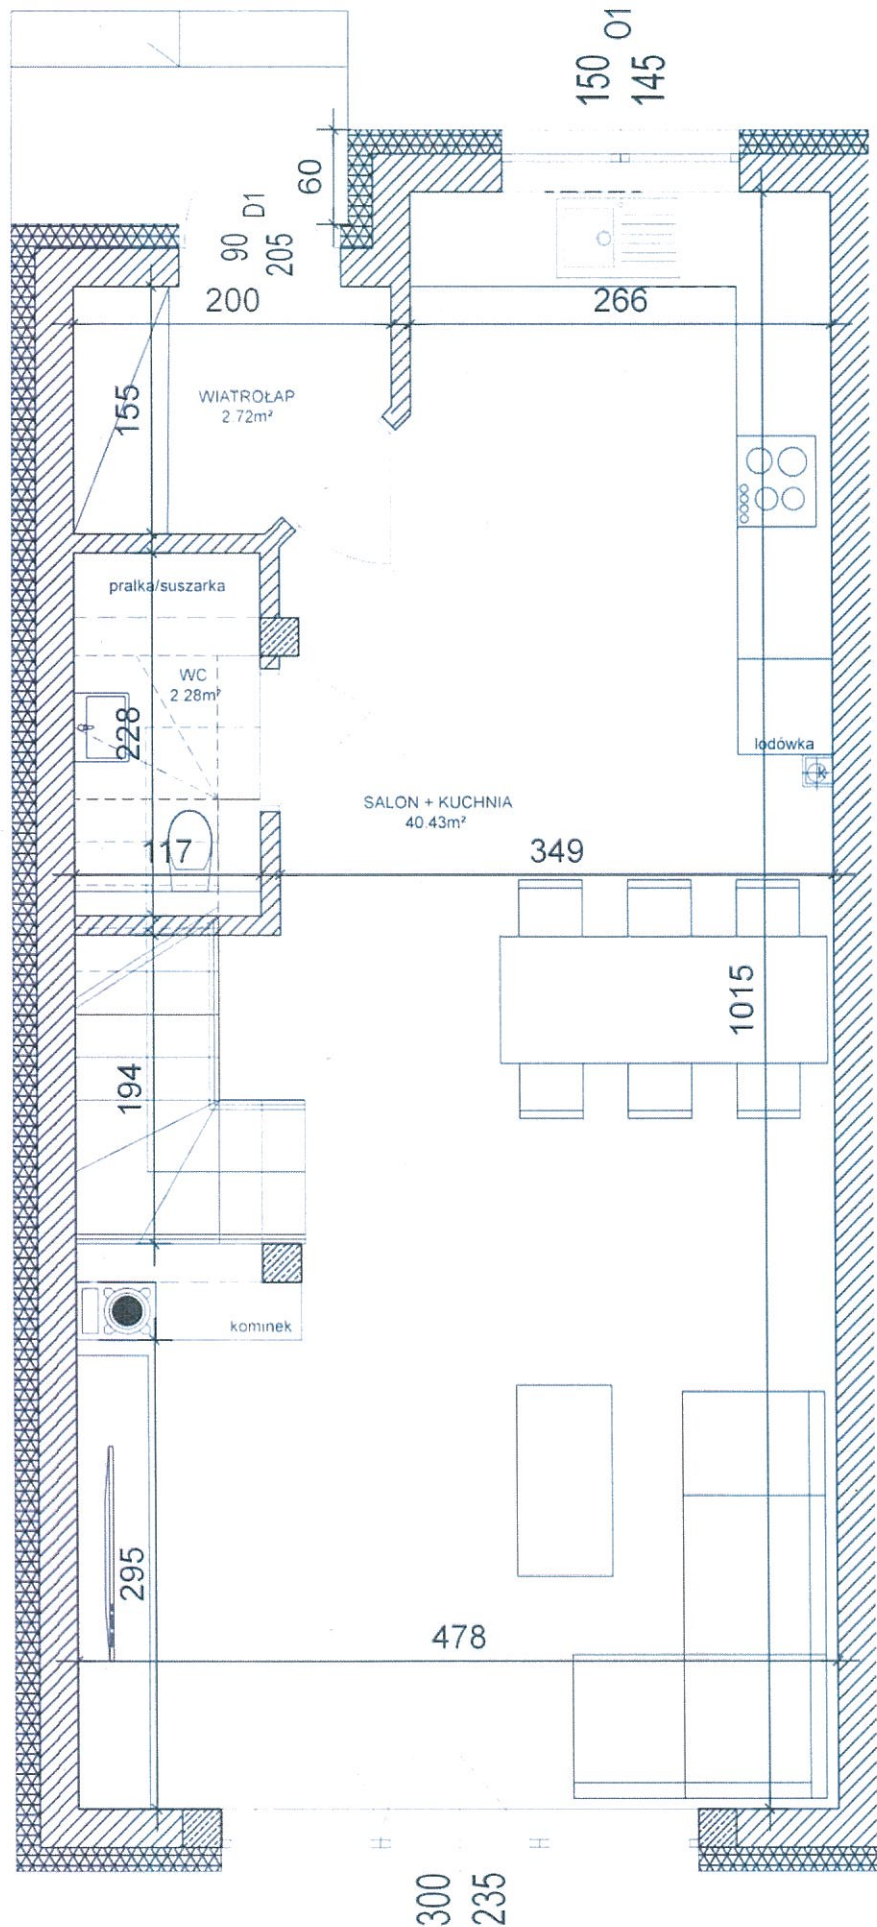 150 O1
145
60
90 D1
205
200
266
155
WIATROŁAP
2.72m²
pralka/suszarka
WC
2.28m²
228
lodówka
k
SALON + KUCHNIA
40.43m²
117
349
1015
194
kominek
295
478
300
235